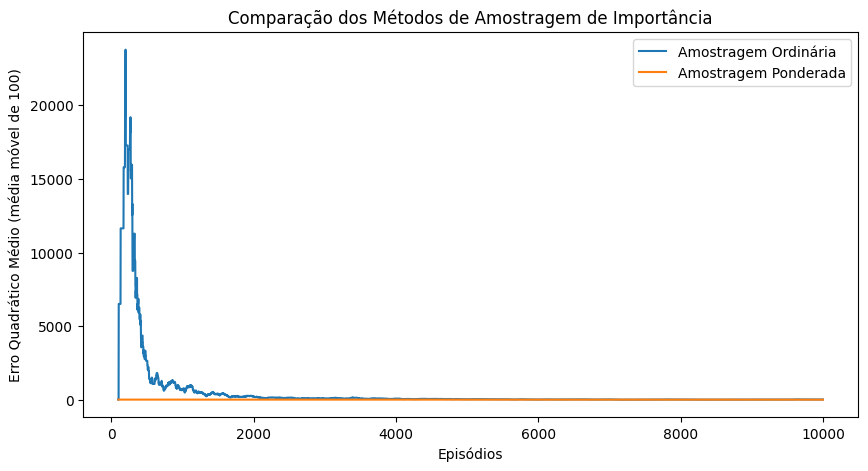 Comparação dos Métodos de Amostragem de Importância
Erro Quadrático Médio (média móvel de 100)
20000
15000
10000
5000
0
Amostragem Ordinária
Amostragem Ponderada
0 2000 4000 6000 8000 10000
Episódios